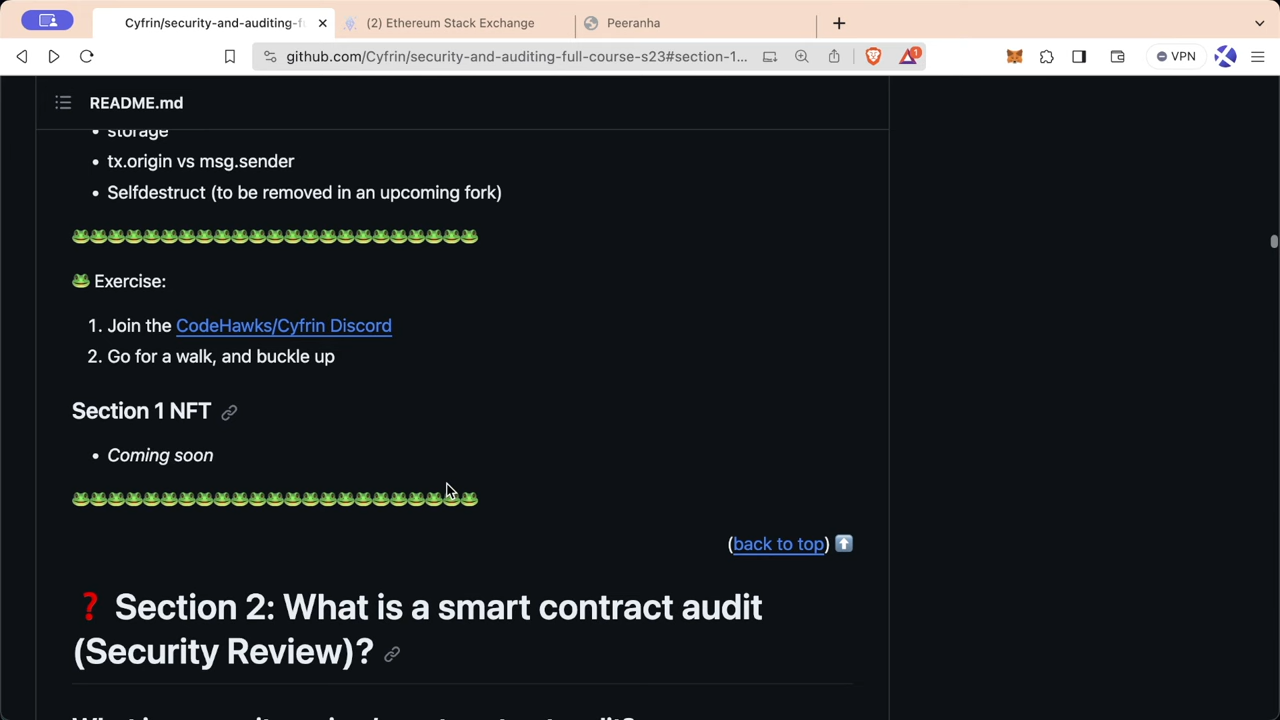 Cyfrin/security-and-auditing-f
(2) Ethereum Stack Exchange
Peeranha
github.com/Cyfrin/security-and-auditing-full-course-s23#section-1...
1
VPN
README.md
storage
tx.origin vs msg.sender
Selfdestruct (to be removed in an upcoming fork)
Exercise:
1. Join the CodeHawks/Cyfrin Discord
2. Go for a walk, and buckle up
Section 1 NFT
Coming soon
(back to top)
Section 2: What is a smart contract audit
(Security Review)?